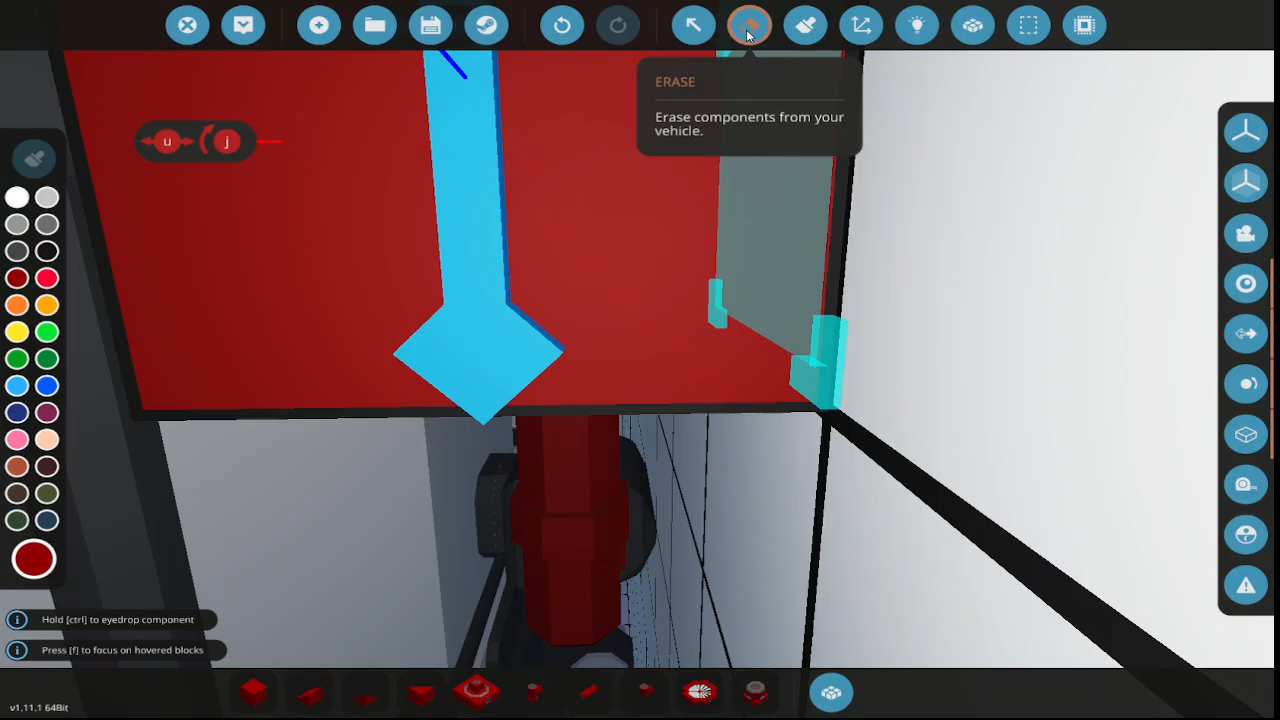 ERASE
Erase components from your
vehicle.
u j
Hold [ctrl] to eyedrop component
Press [f] to focus on hovered blocks
v1.11.1 64Bit